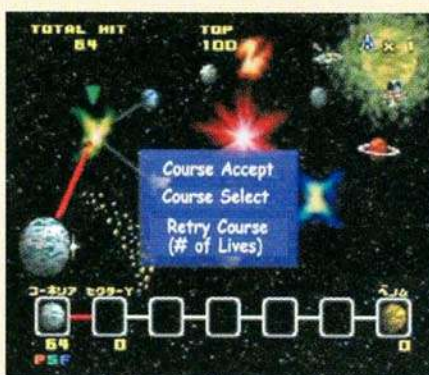 TOTAL HIT
64
TOP
100
x 1
Course Accept
Course Select
Retry Course
(# of Lives)
コーネリア セクターY
ベノム
64
0
0
PSF